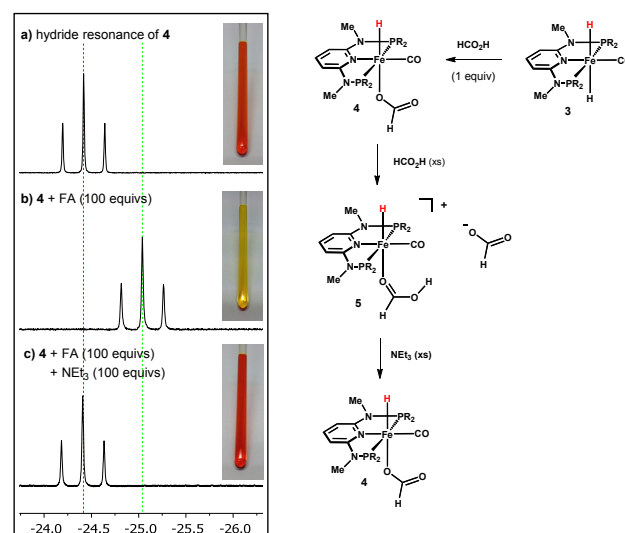 a) hydride resonance of 4
b) 4 + FA (100 equivs)
c) 4 + FA (100 equivs)
+ NEt3 (100 equivs)
-24.0 -24.5 -25.0 -25.5 -26.0
H
Me
N PR2
N Fe CO
N PR2
Me
O
O
H
4
HCO2H
(1 equiv)
H
Me
N PR2
N Fe CO
N PR2
Me
H
3
HCO2H (xs)
H
+
Me
N PR2
N Fe CO
N PR2
Me
O
O H
H
5
-
O O
H
NEt3 (xs)
H
Me
N PR2
N Fe CO
N PR2
Me
O
O
H
4